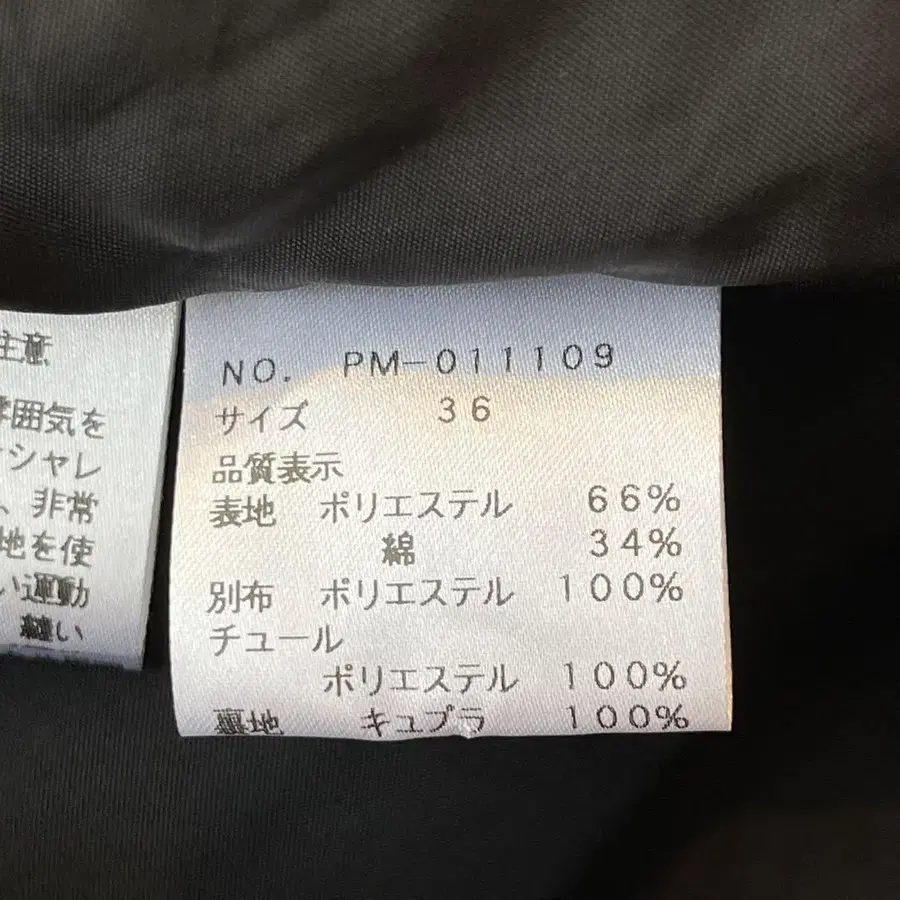 注意
囲気を
シャレ
、非常
地を使
い運動
縫い
NO. PM-011109
サイズ 36
品質表示
表地 ポリエステル 66%
綿 34%
別布 ポリエステル 100%
チュール
ポリエステル 100%
裏地 キュプラ 100%